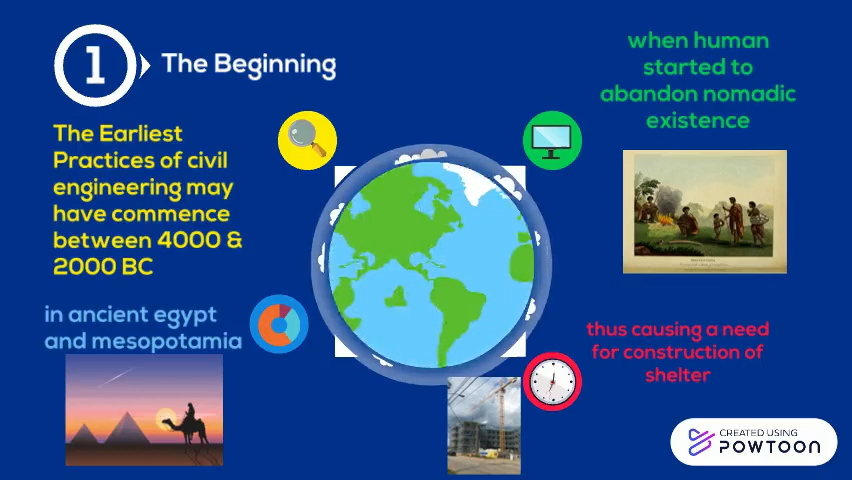 1
The Beginning
The Earliest
Practices of civil
engineering may
have commence
between 4000 &
2000 BC
in ancient egypt
and mesopotamia
when human
started to
abandon nomadic
existence
thus causing a need
for construction of
shelter
CREATED USING
POWTOON